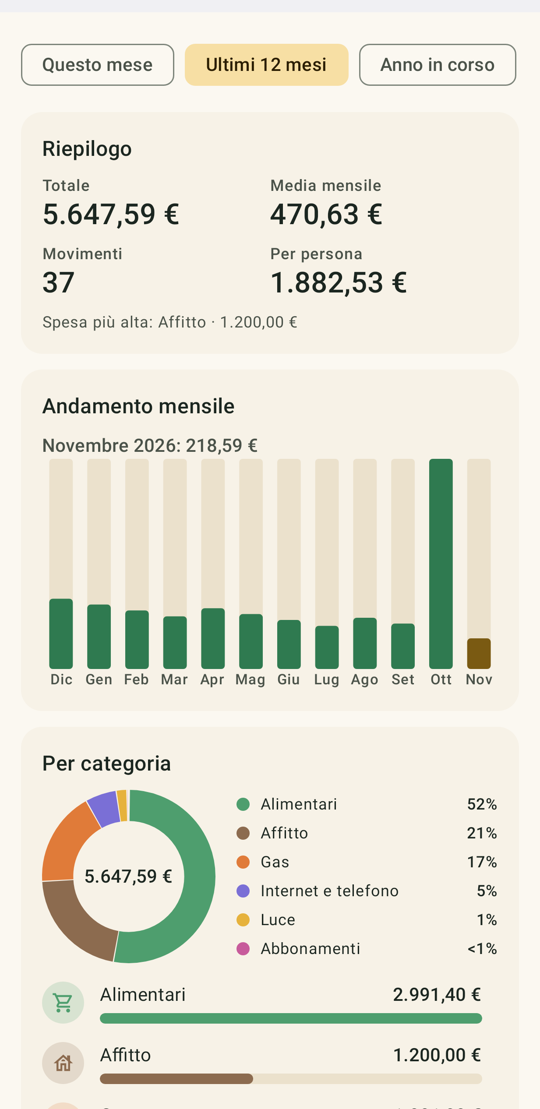 Questo mese
Ultimi 12 mesi
Anno in corso
Riepilogo
Totale
Media mensile
5.647,59 €
470,63 €
Movimenti
Per persona
37
1.882,53 €
Spesa più alta: Affitto · 1.200,00 €
Andamento mensile
Novembre 2026: 218,59 €
Dic Gen Feb Mar Apr Mag Giu Lug Ago Set Ott Nov
Per categoria
5.647,59 €
Alimentari 52%
Affitto 21%
Gas 17%
Internet e telefono 5%
Luce 1%
Abbonamenti <1%
Alimentari 2.991,40 €
Affitto 1.200,00 €